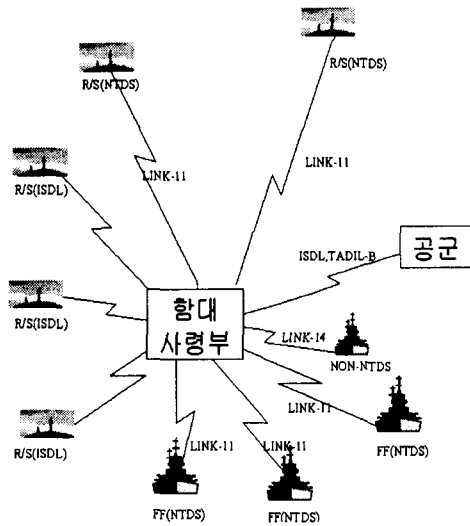 R/S(NTDS)
R/S(NTDS)
LINK-11
LINK-11
R/S(ISDL)
공군
ISDL,TADIL-B
R/S(ISDL)
함대
사령부
LINK-14
NON-NTDS
LINK-11
R/S(ISDL)
LINK-11
LINK-11
FF(NTDS)
FF(NTDS)
FF(NTDS)